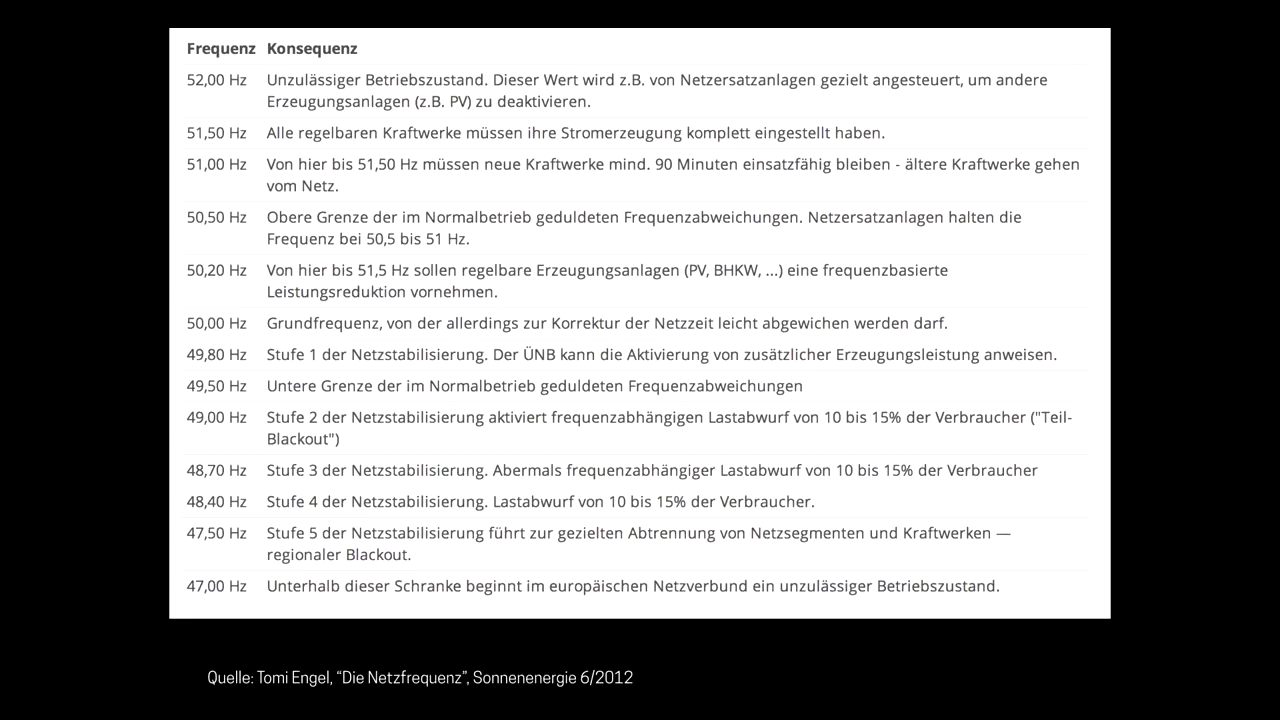 Frequenz Konsequenz
52,00 Hz Unzulässiger Betriebszustand. Dieser Wert wird z.B. von Netzersatzanlagen gezielt angesteuert, um andere
Erzeugungsanlagen (z.B. PV) zu deaktivieren.
51,50 Hz Alle regelbaren Kraftwerke müssen ihre Stromerzeugung komplett eingestellt haben.
51,00 Hz Von hier bis 51,50 Hz müssen neue Kraftwerke mind. 90 Minuten einsatzfähig bleiben - ältere Kraftwerke gehen
vom Netz.
50,50 Hz Obere Grenze der im Normalbetrieb geduldeten Frequenzabweichungen. Netzersatzanlagen halten die
Frequenz bei 50,5 bis 51 Hz.
50,20 Hz Von hier bis 51,5 Hz sollen regelbare Erzeugungsanlagen (PV, BHKW, ...) eine frequenzbasierte
Leistungsreduktion vornehmen.
50,00 Hz Grundfrequenz, von der allerdings zur Korrektur der Netzzeit leicht abgewichen werden darf.
49,80 Hz Stufe 1 der Netzstabilisierung. Der ÜNB kann die Aktivierung von zusätzlicher Erzeugungsleistung anweisen.
49,50 Hz Untere Grenze der im Normalbetrieb geduldeten Frequenzabweichungen
49,00 Hz Stufe 2 der Netzstabilisierung aktiviert frequenzabhängigen Lastabwurf von 10 bis 15% der Verbraucher ("Teil-
Blackout")
48,70 Hz Stufe 3 der Netzstabilisierung. Abermals frequenzabhängiger Lastabwurf von 10 bis 15% der Verbraucher
48,40 Hz Stufe 4 der Netzstabilisierung. Lastabwurf von 10 bis 15% der Verbraucher.
47,50 Hz Stufe 5 der Netzstabilisierung führt zur gezielten Abtrennung von Netzsegmenten und Kraftwerken —
regionaler Blackout.
47,00 Hz Unterhalb dieser Schranke beginnt im europäischen Netzverbund ein unzulässiger Betriebszustand.
Quelle: Tomi Engel, “Die Netzfrequenz”, Sonnenenergie 6/2012